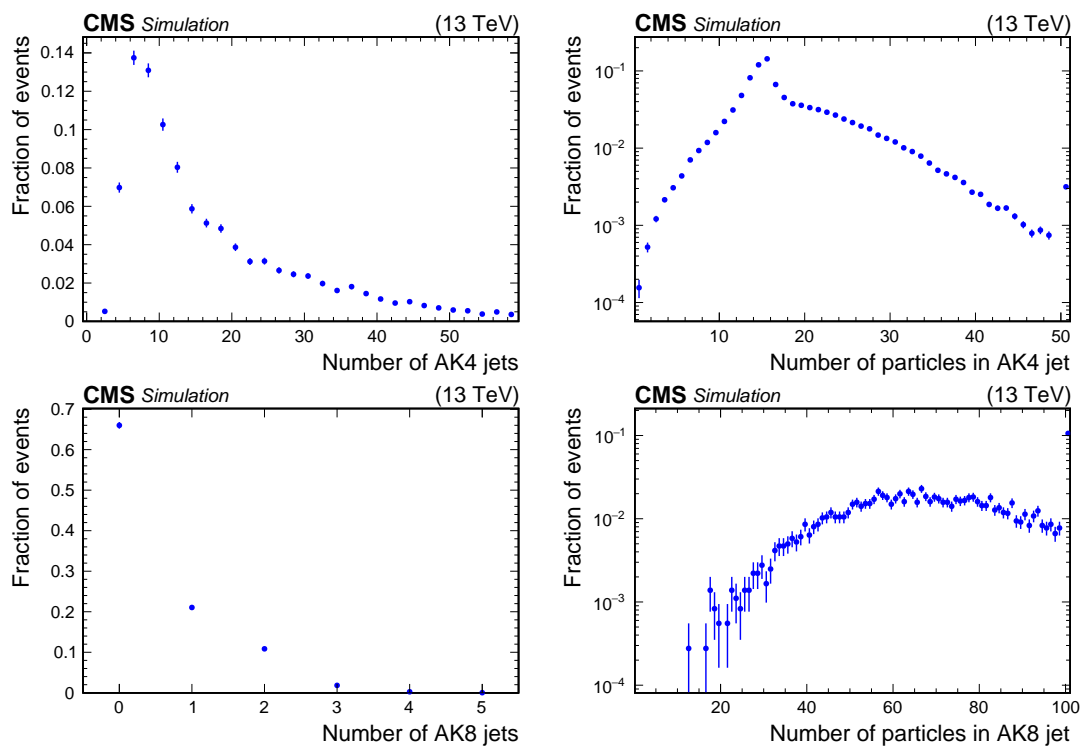 CMS Simulation (13 TeV)
Fraction of events
0.14
0.12
0.1
0.08
0.06
0.04
0.02
0
0 10 20 30 40 50
Number of AK4 jets
CMS Simulation (13 TeV)
Fraction of events
10⁻¹
10⁻²
10⁻³
10⁻⁴
10 20 30 40 50
Number of particles in AK4 jet
CMS Simulation (13 TeV)
Fraction of events
0.7
0.6
0.5
0.4
0.3
0.2
0.1
0
0 1 2 3 4 5
Number of AK8 jets
CMS Simulation (13 TeV)
Fraction of events
10⁻¹
10⁻²
10⁻³
10⁻⁴
20 40 60 80 100
Number of particles in AK8 jet